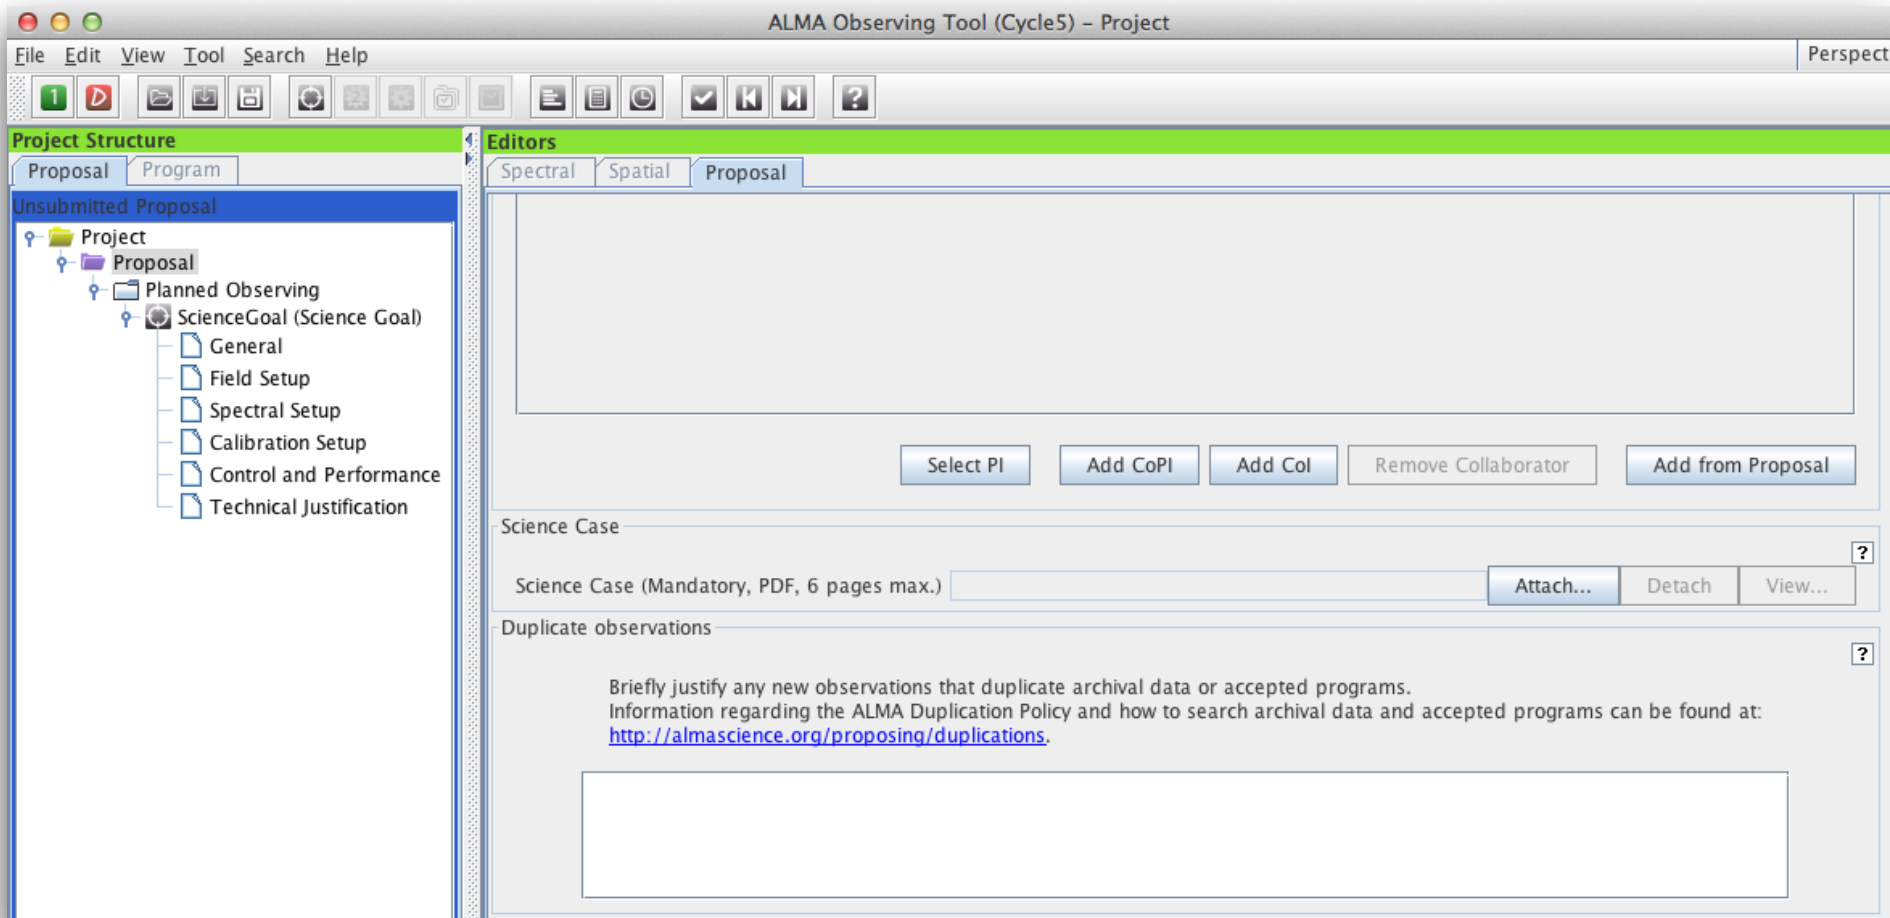 ALMA Observing Tool (Cycle5) – Project
File Edit View Tool Search Help
Perspect
1 D 2 ?
Project Structure
Proposal Program
Unsubmitted Proposal
Project
Proposal
Planned Observing
ScienceGoal (Science Goal)
General
Field Setup
Spectral Setup
Calibration Setup
Control and Performance
Technical Justification
Editors
Spectral Spatial Proposal
Select PI Add CoPI Add CoI Remove Collaborator Add from Proposal
Science Case
?
Science Case (Mandatory, PDF, 6 pages max.) Attach... Detach View...
Duplicate observations
?
Briefly justify any new observations that duplicate archival data or accepted programs.
Information regarding the ALMA Duplication Policy and how to search archival data and accepted programs can be found at:
http://almascience.org/proposing/duplications.